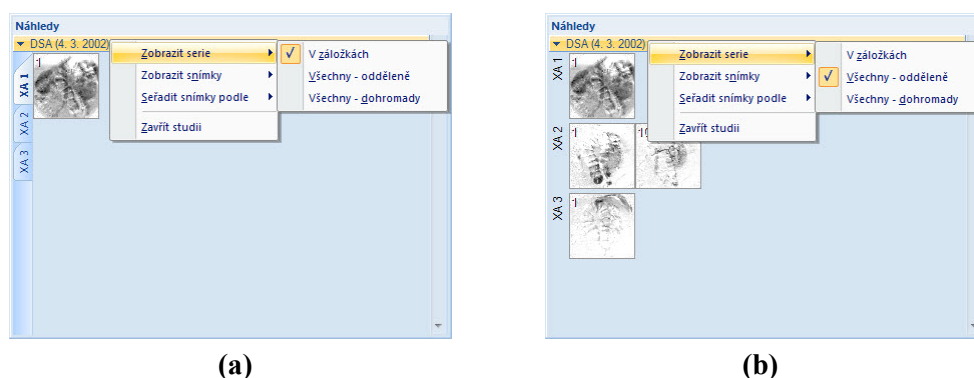 Náhledy
DSA (4. 3. 2002)
Zobrazit serie
Zobrazit snímky
Seřadit snímky podle
Zavřít studii
V záložkách
Všechny - odděleně
Všechny - dohromady
XA 1
XA 2
XA 3
1
(a)
Náhledy
DSA (4. 3. 2002)
Zobrazit serie
Zobrazit snímky
Seřadit snímky podle
Zavřít studii
V záložkách
Všechny - odděleně
Všechny - dohromady
XA 1
1
XA 2
1
XA 3
1
(b)